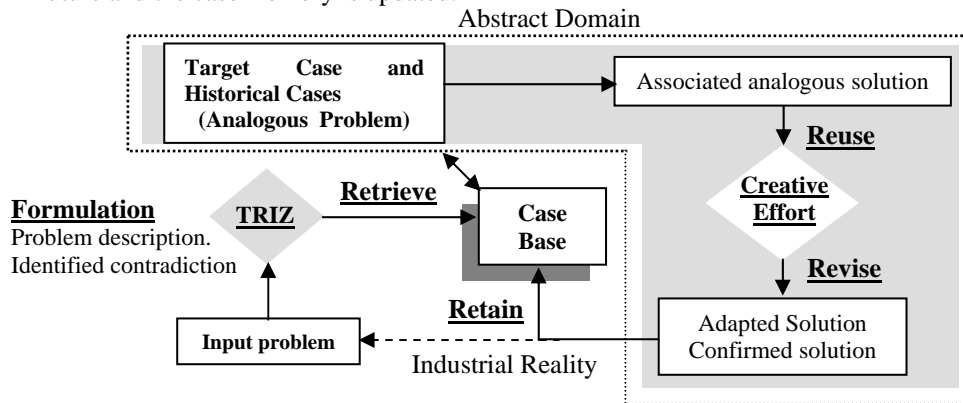 Abstract Domain
Target Case and
Historical Cases
(Analogous Problem)
Associated analogous solution
Reuse
Creative
Effort
Revise
Adapted Solution
Confirmed solution
Formulation
Problem description.
Identified contradiction
TRIZ
Retrieve
Case
Base
Retain
Input problem
Industrial Reality